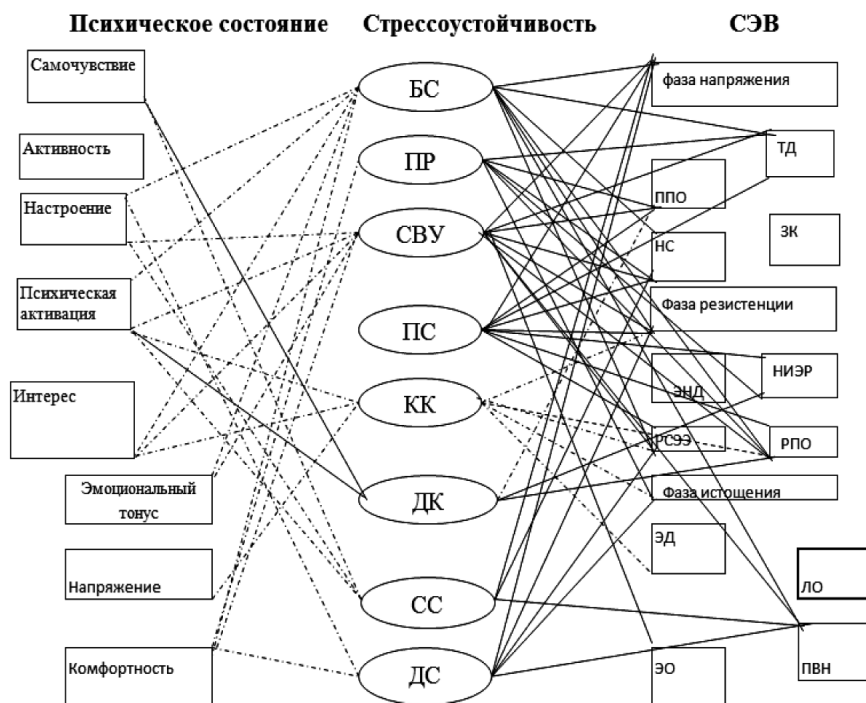 Психическое состояние
Стрессоустойчивость
СЭВ
Самочувствие
Активность
Настроение
Психическая
активация
Интерес
Эмоциональный
тонус
Напряжение
Комфортность
БС
ПР
СВУ
ПС
КК
ДК
СС
ДС
фаза напряжения
ТД
ППО
ЗК
НС
Фаза резистенции
НИЭР
ЭНД
РСЭЭ
РПО
Фаза истощения
ЭД
ЛО
ЭО
ПВН